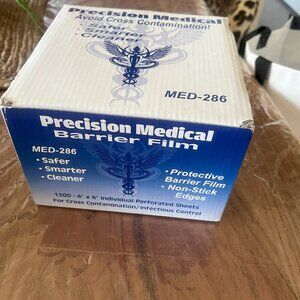 Precision Medical
Avoid Cross Contamination!
Safer
Smarter
Cleaner
MED-286
Precision Medical
Barrier Film
MED-286
• Safer
• Smarter
• Cleaner
• Protective
Barrier Film
• Non-Stick
Edges
1200 - 4" x 6" Individual Perforated Sheets
For Cross Contamination/Infectious Control